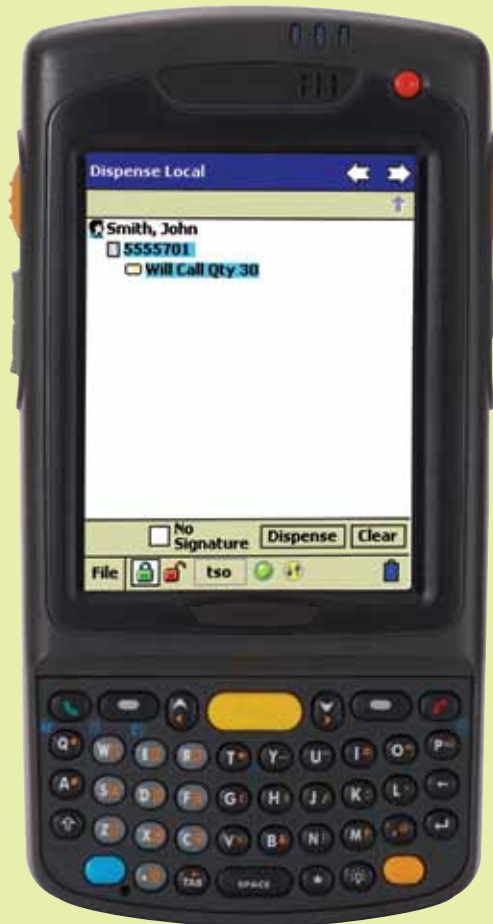 Dispense Local
Smith, John
5555701
Will Call Qty 30
No
Signature Dispense Clear
File tso
Q W E R T Y U I O P
A S D F G H J K L
Z X C V B N M
TAB SPACE *